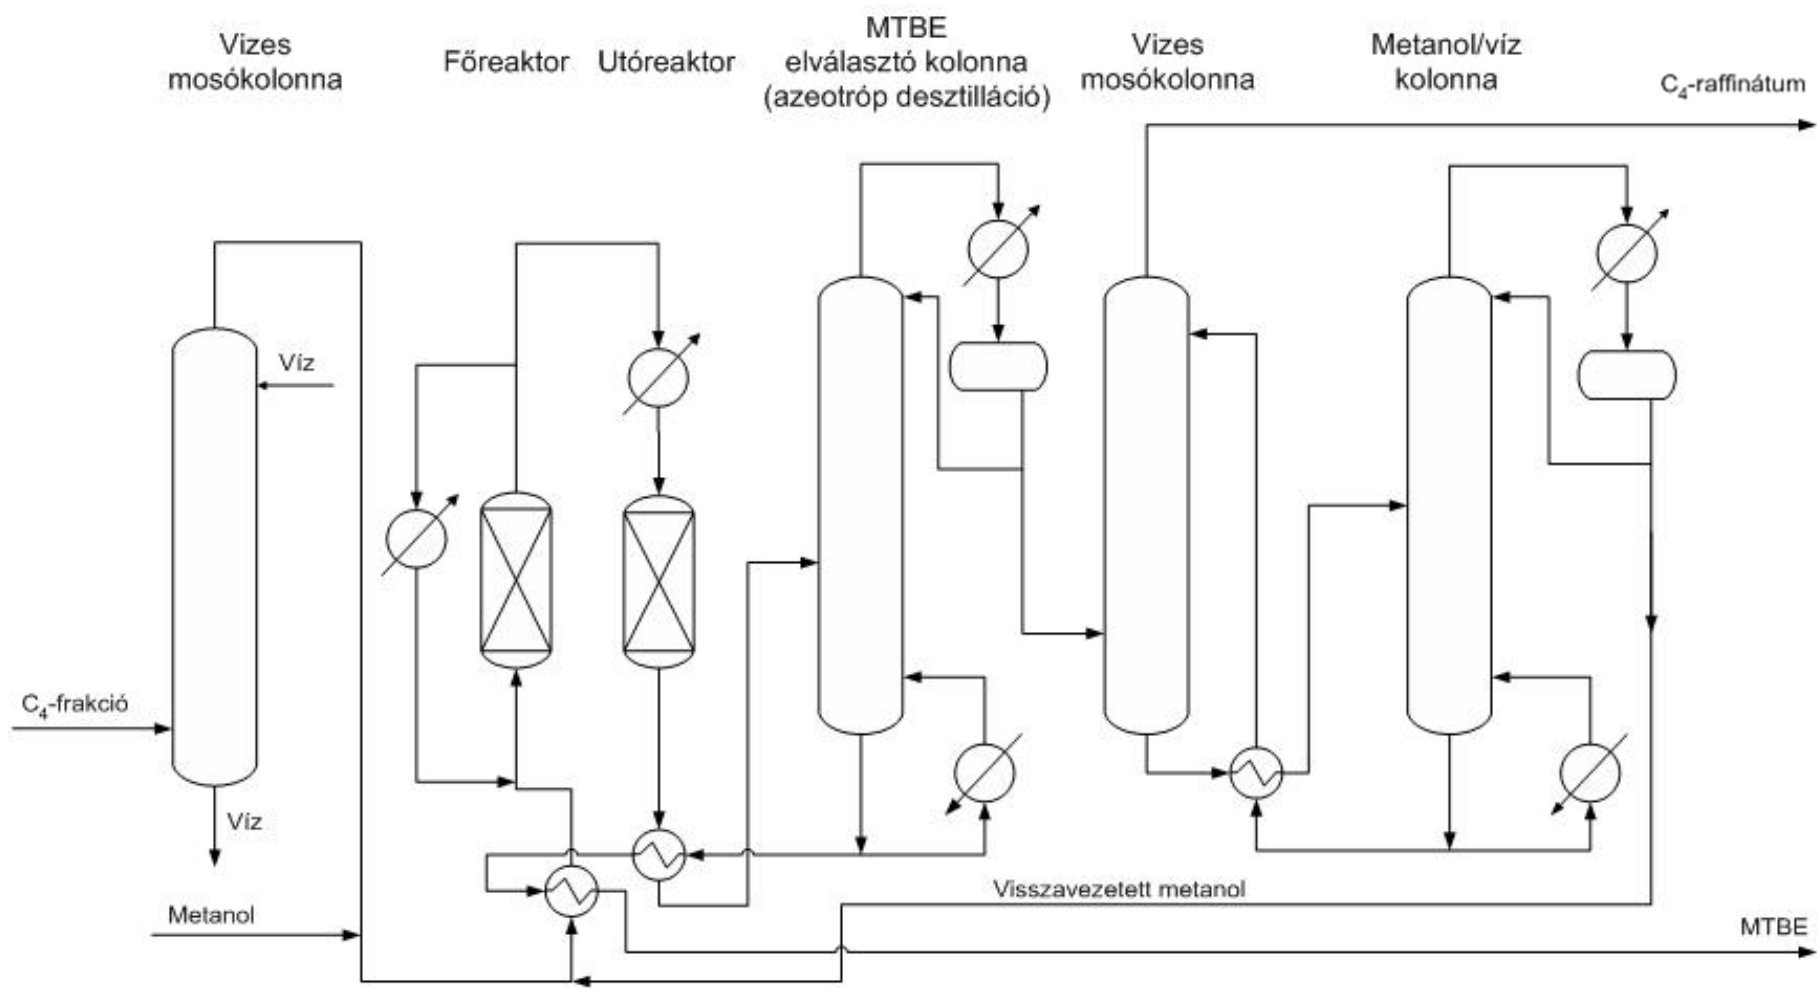 Vizes
mosókolonna
Főreaktor
Utóreaktor
MTBE
elválasztó kolonna
(azeotróp desztilláció)
Vizes
mosókolonna
Metanol/víz
kolonna
C₄-raffinátum
Víz
C₄-frakció
Víz
Metanol
Visszavezetett metanol
MTBE